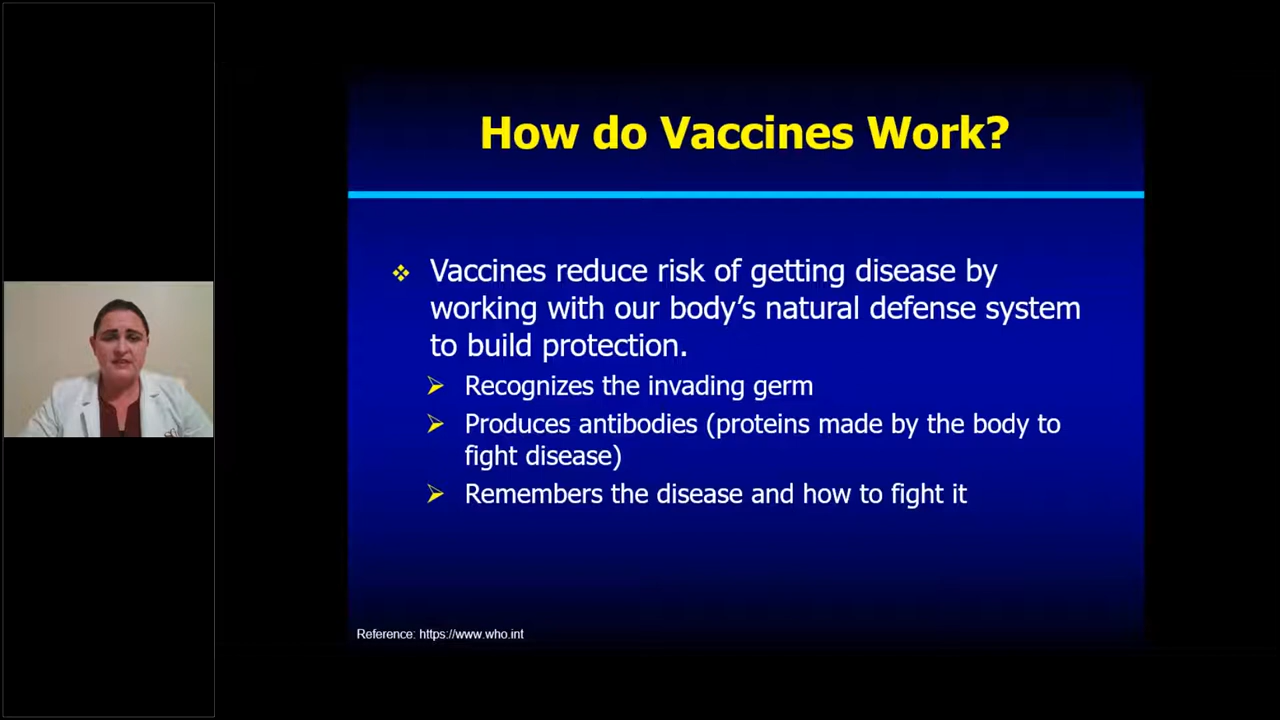 How do Vaccines Work?
Vaccines reduce risk of getting disease by
working with our body’s natural defense system
to build protection.
Recognizes the invading germ
Produces antibodies (proteins made by the body to
fight disease)
Remembers the disease and how to fight it
Reference: https://www.who.int